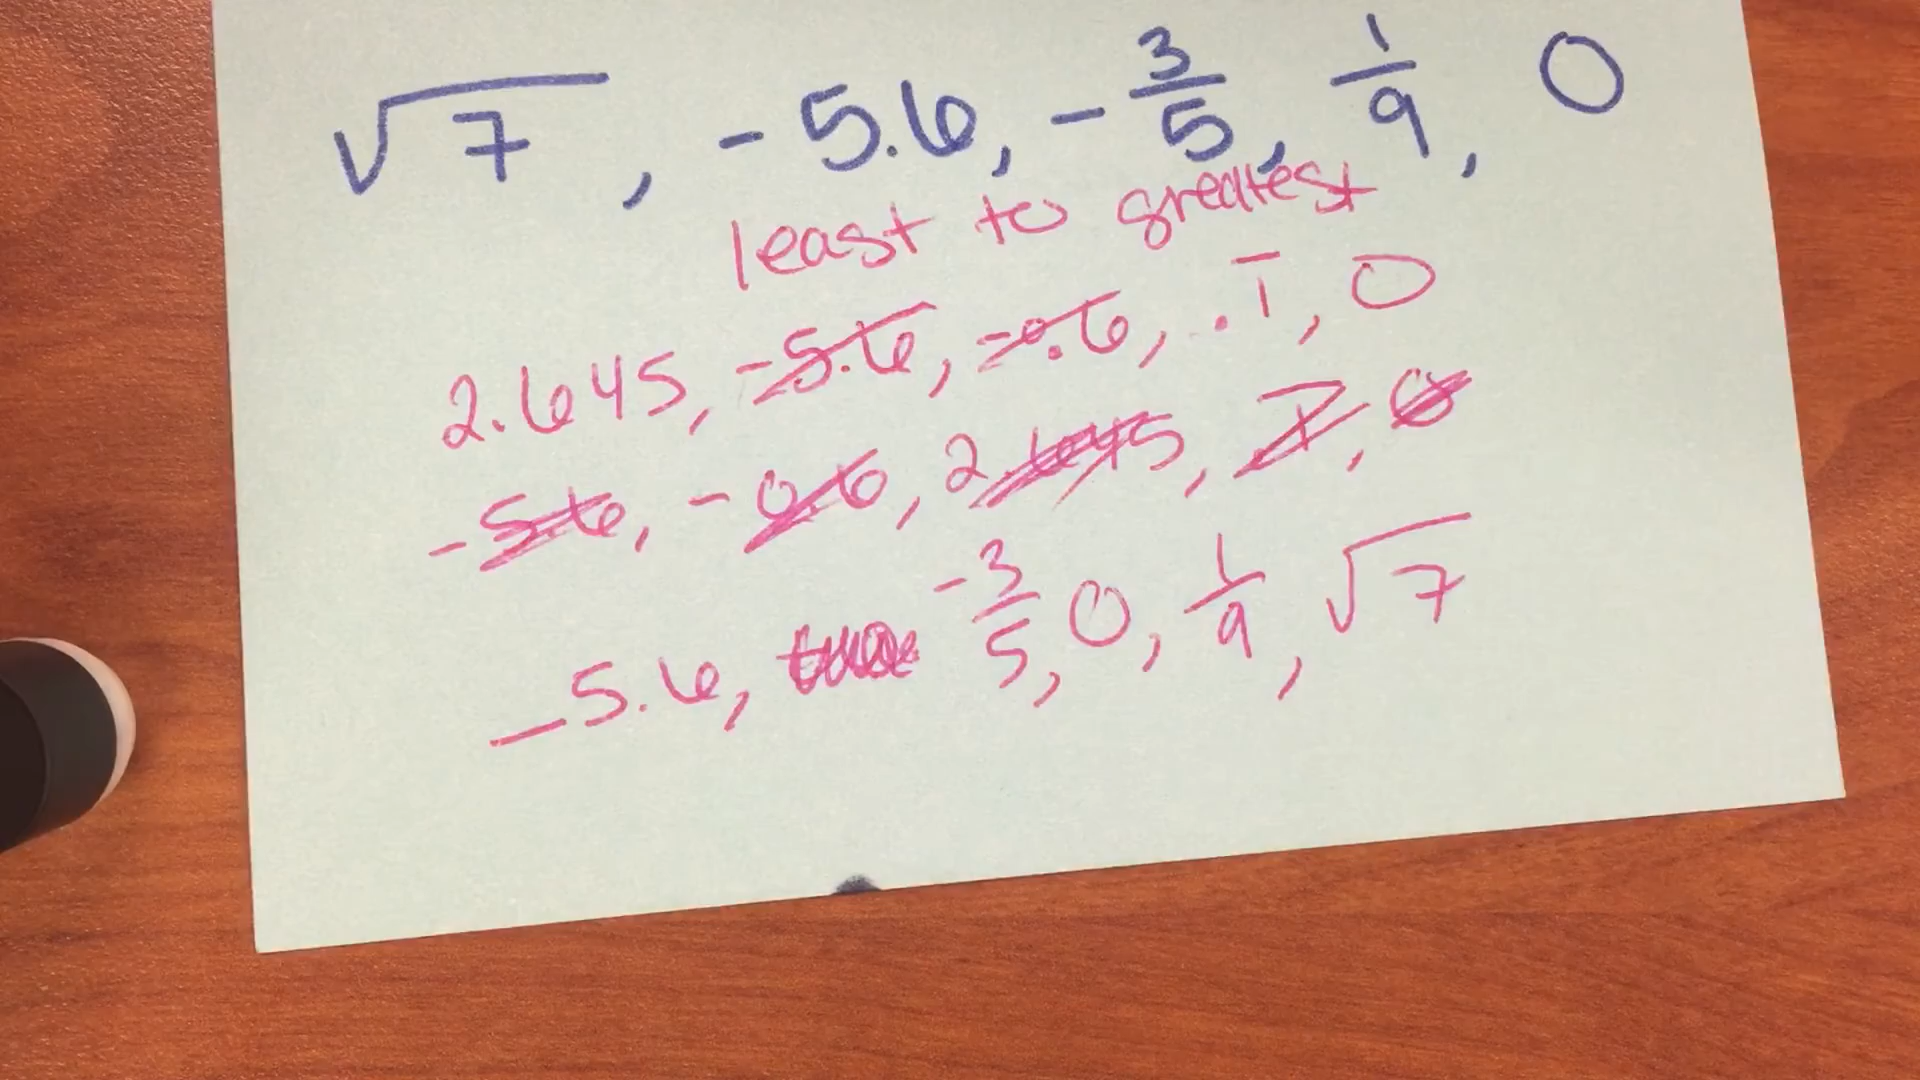 √7, -5.6, -3/5, 1/9, 0
least to greatest
2.645, -5.6, -0.6, .1̅, 0
-5.6, -0.6, 2.645, .1̅, 0
-5.6, -3/5, 0, 1/9, √7